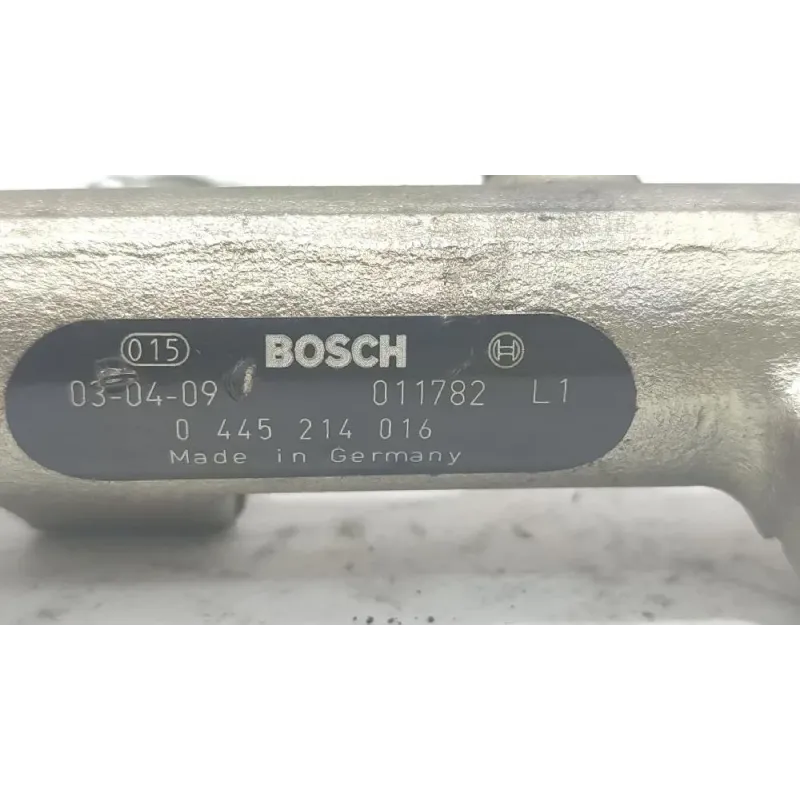 015 BOSCH
03-04-09 011782 L1
0 445 214 016
Made in Germany